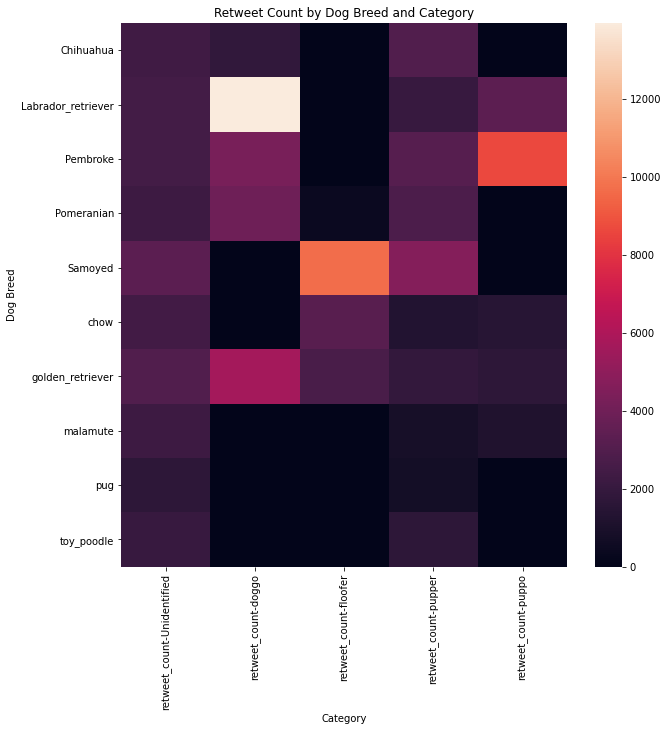 Retweet Count by Dog Breed and Category
Dog Breed
Chihuahua
Labrador_retriever
Pembroke
Pomeranian
Samoyed
chow
golden_retriever
malamute
pug
toy_poodle
retweet_count-Unidentified
retweet_count-doggo
retweet_count-floofer
retweet_count-pupper
retweet_count-puppo
Category
12000
10000
8000
6000
4000
2000
0